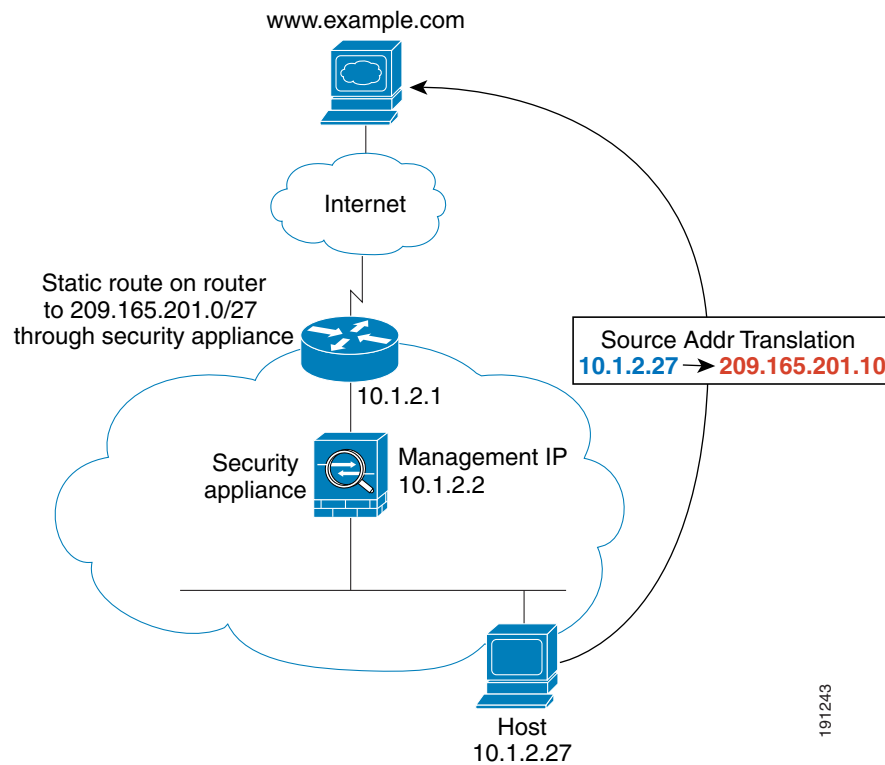 www.example.com
Internet
Static route on router
to 209.165.201.0/27
through security appliance
Source Addr Translation
10.1.2.27 → 209.165.201.10
10.1.2.1
Security
appliance
Management IP
10.1.2.2
Host
10.1.2.27
191243